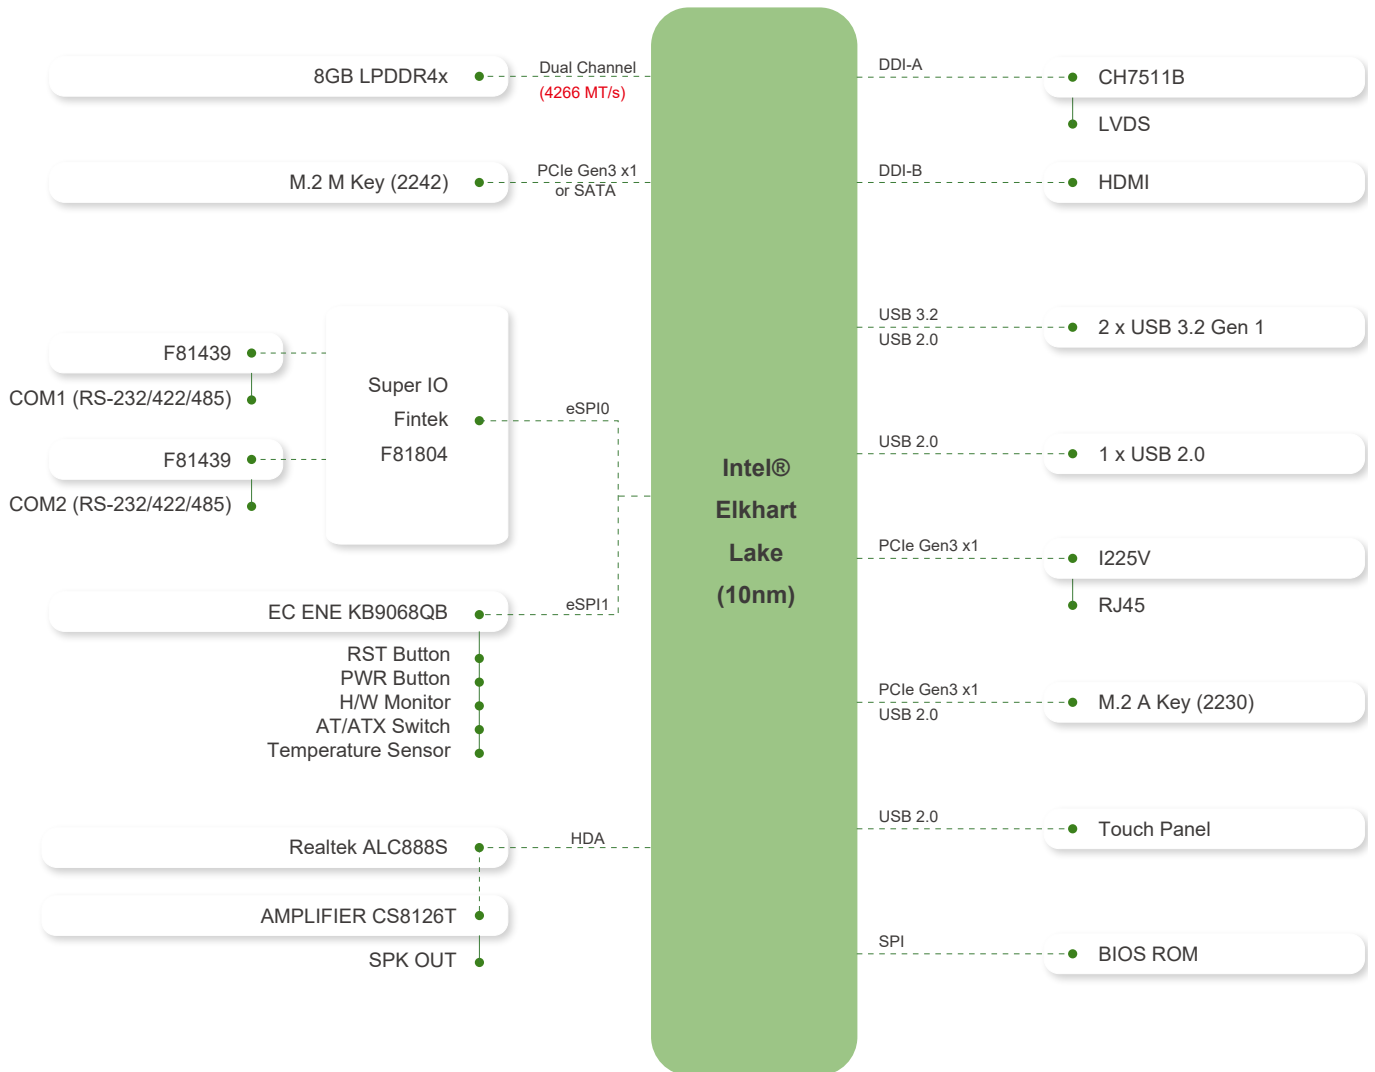 8GB LPDDR4x
Dual Channel
(4266 MT/s)
M.2 M Key (2242)
PCIe Gen3 x1
or SATA
F81439
COM1 (RS-232/422/485)
F81439
COM2 (RS-232/422/485)
Super IO
Fintek
F81804
eSPI0
EC ENE KB9068QB
eSPI1
RST Button
PWR Button
H/W Monitor
AT/ATX Switch
Temperature Sensor
Realtek ALC888S
HDA
AMPLIFIER CS8126T
SPK OUT
Intel®
Elkhart
Lake
(10nm)
DDI-A
CH7511B
LVDS
DDI-B
HDMI
USB 3.2
USB 2.0
2 x USB 3.2 Gen 1
USB 2.0
1 x USB 2.0
PCIe Gen3 x1
I225V
RJ45
PCIe Gen3 x1
USB 2.0
M.2 A Key (2230)
USB 2.0
Touch Panel
SPI
BIOS ROM